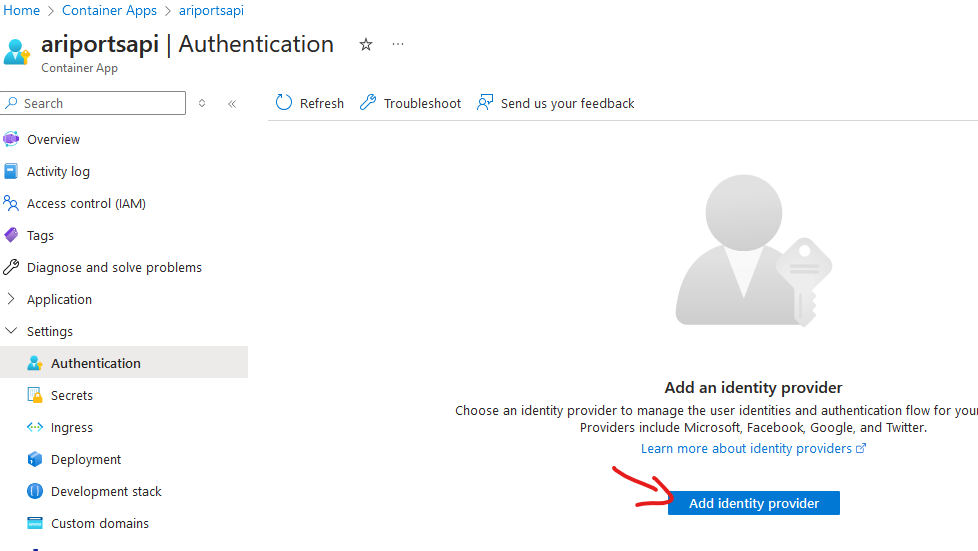 Home > Container Apps > ariportsapi
ariportsapi | Authentication ☆ ...
Container App
Search
Refresh Troubleshoot Send us your feedback
Overview
Activity log
Access control (IAM)
Tags
Diagnose and solve problems
Application
Settings
Authentication
Secrets
Ingress
Deployment
Development stack
Custom domains
Add an identity provider
Choose an identity provider to manage the user identities and authentication flow for your
Providers include Microsoft, Facebook, Google, and Twitter.
Learn more about identity providers
Add identity provider